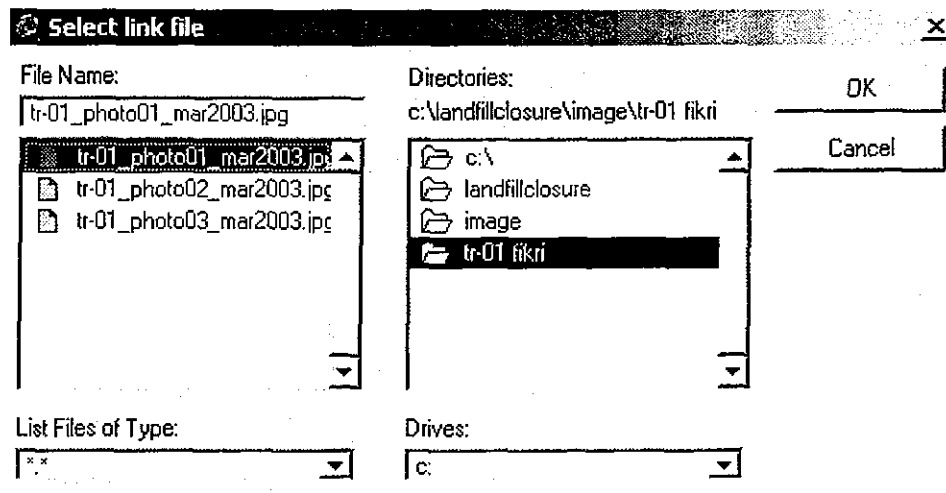 Select link file
File Name:
tr-01_photo01_mar2003.jpg
tr-01_photo01_mar2003.jpg
tr-01_photo02_mar2003.jpg
tr-01_photo03_mar2003.jpg
List Files of Type:
*.*
Directories:
c:\landfillclosure\image\tr-01 fikri
c:\
landfillclosure
image
tr-01 fikri
Drives:
c:
OK
Cancel